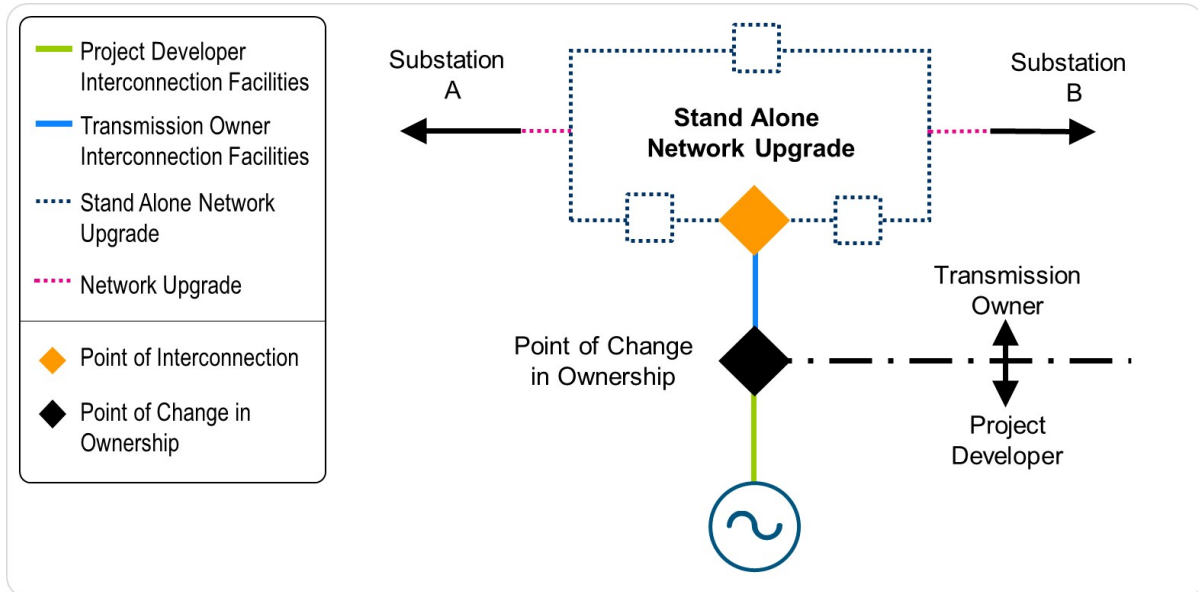 Project Developer
Interconnection Facilities
Transmission Owner
Interconnection Facilities
Stand Alone Network
Upgrade
Network Upgrade
Point of Interconnection
Point of Change in
Ownership
Substation
A
Substation
B
Stand Alone
Network Upgrade
Point of Change
in Ownership
Transmission
Owner
Project
Developer